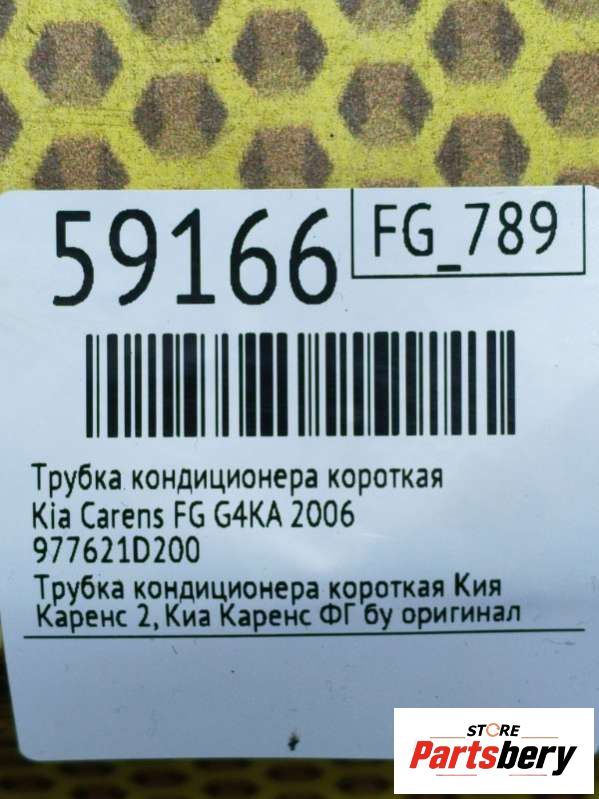 59166
FG_789
Трубка кондиционера короткая
Kia Carens FG G4KA 2006
977621D200
Трубка кондиционера короткая Кия
Каренс 2, Киа Каренс ФГ бу оригинал
STORE
Partsbery